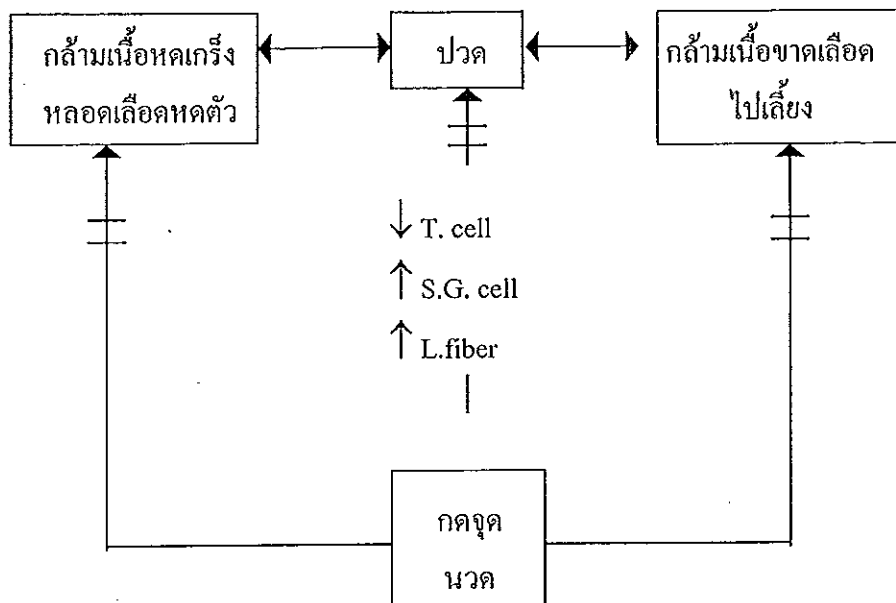 กล้ามเนื้อหดเกร็ง
หลอดเลือดหดตัว
ปวด
กล้ามเนื้อขาดเลือด
ไปเลี้ยง
↓ T. cell
↑ S.G. cell
↑ L.fiber
กดจุด
นวด